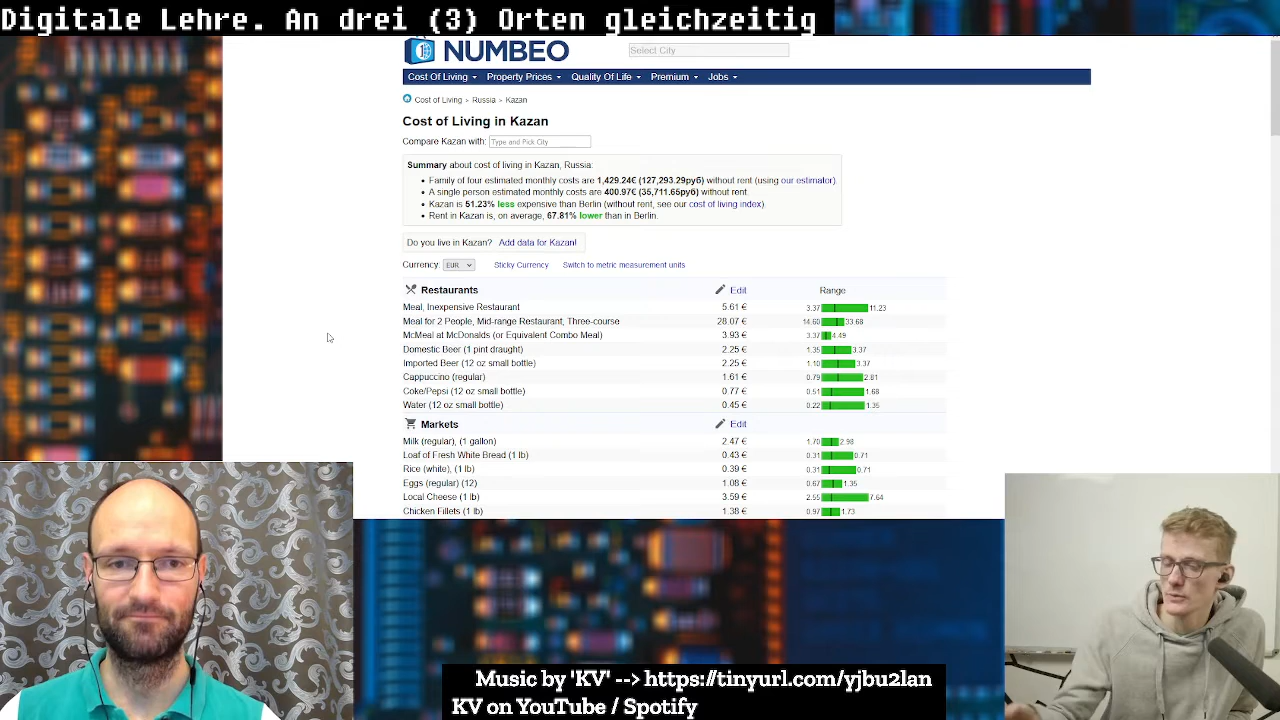 Digitale Lehre. An drei (3) Orten gleichzeitig
NUMBEO
Select City
Cost Of Living Property Prices Quality Of Life Premium Jobs
Cost of Living > Russia > Kazan
Cost of Living in Kazan
Compare Kazan with: Type and Pick City
Summary about cost of living in Kazan, Russia:
• Family of four estimated monthly costs are 1,429.24€ (127,293.29руб) without rent (using our estimator).
• A single person estimated monthly costs are 400.97€ (35,711.65руб) without rent.
• Kazan is 51.23% less expensive than Berlin (without rent, see our cost of living index).
• Rent in Kazan is, on average, 67.81% lower than in Berlin.
Do you live in Kazan? Add data for Kazan!
Currency: EUR Sticky Currency Switch to metric measurement units
Restaurants Edit Range
Meal, Inexpensive Restaurant 5.61 € 3.37 11.23
Meal for 2 People, Mid-range Restaurant, Three-course 28.07 € 14.60 33.68
McMeal at McDonalds (or Equivalent Combo Meal) 3.93 € 3.37 4.49
Domestic Beer (1 pint draught) 2.25 € 1.35 3.37
Imported Beer (12 oz small bottle) 2.25 € 1.10 3.37
Cappuccino (regular) 1.61 € 0.79 2.81
Coke/Pepsi (12 oz small bottle) 0.77 € 0.51 1.68
Water (12 oz small bottle) 0.45 € 0.22 1.35
Markets Edit
Milk (regular), (1 gallon) 2.47 € 1.70 2.98
Loaf of Fresh White Bread (1 lb) 0.43 € 0.31 0.71
Rice (white), (1 lb) 0.39 € 0.31 0.71
Eggs (regular) (12) 1.08 € 0.67 1.35
Local Cheese (1 lb) 3.59 € 2.55 7.64
Chicken Fillets (1 lb) 1.38 € 0.97 1.73
Music by 'KV' --> https://tinyurl.com/yjbu2lan
KV on YouTube / Spotify